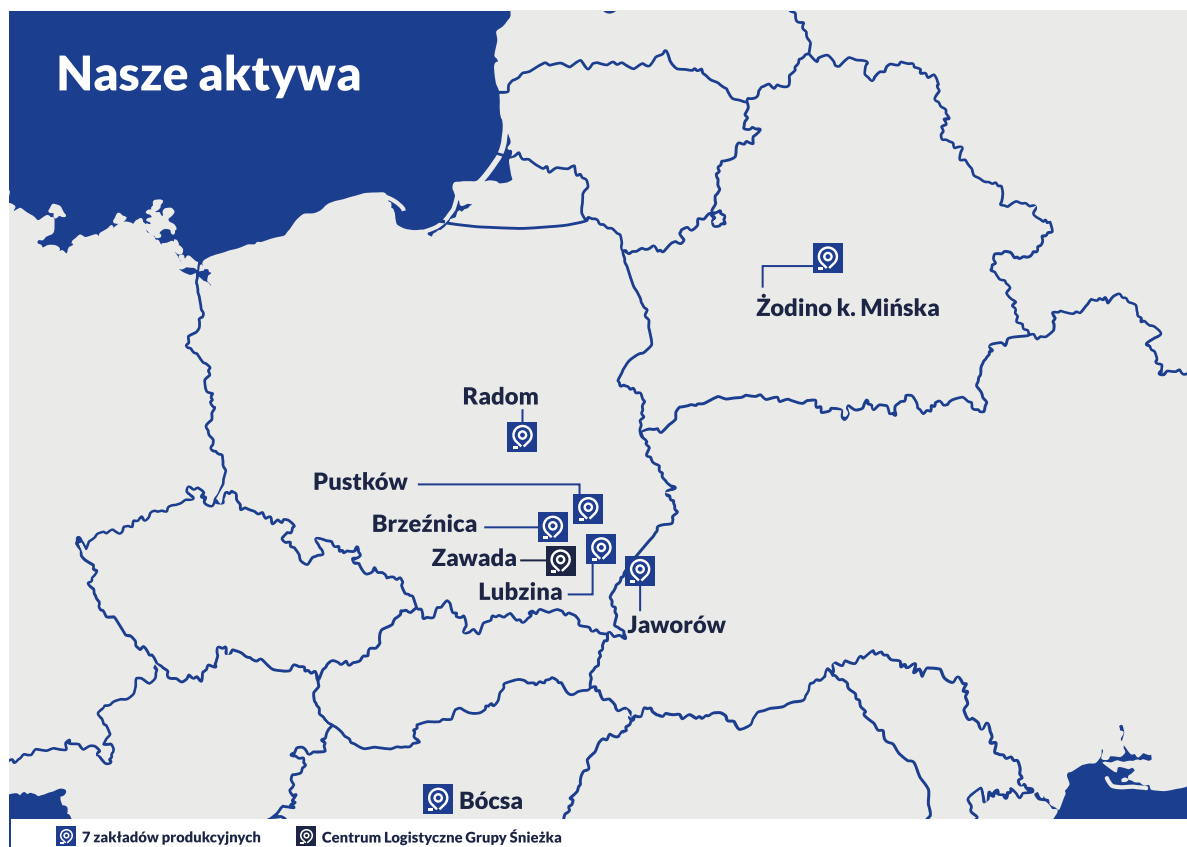 Nasze aktywa
Żodino k. Mińska
Radom
Pustków
Brzeźnica
Zawada
Lubzina
Jaworów
Bócsa
7 zakładów produkcyjnych
Centrum Logistyczne Grupy Śnieżka